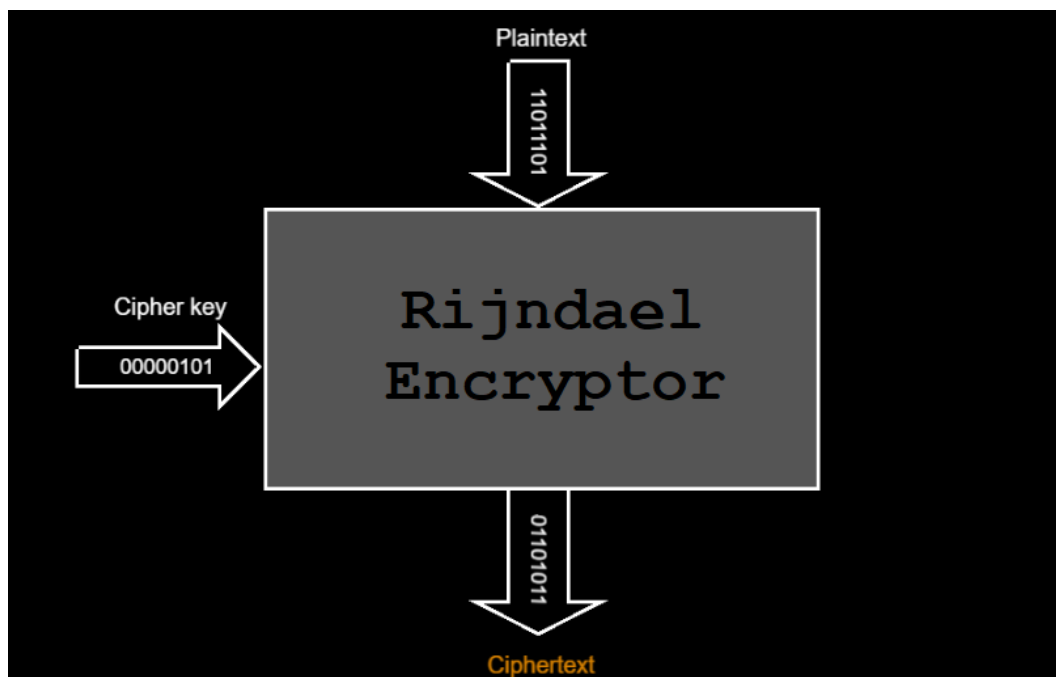 Plaintext
11011101
Cipher key
00000101
Rijndael
Encryptor
01101011
Ciphertext